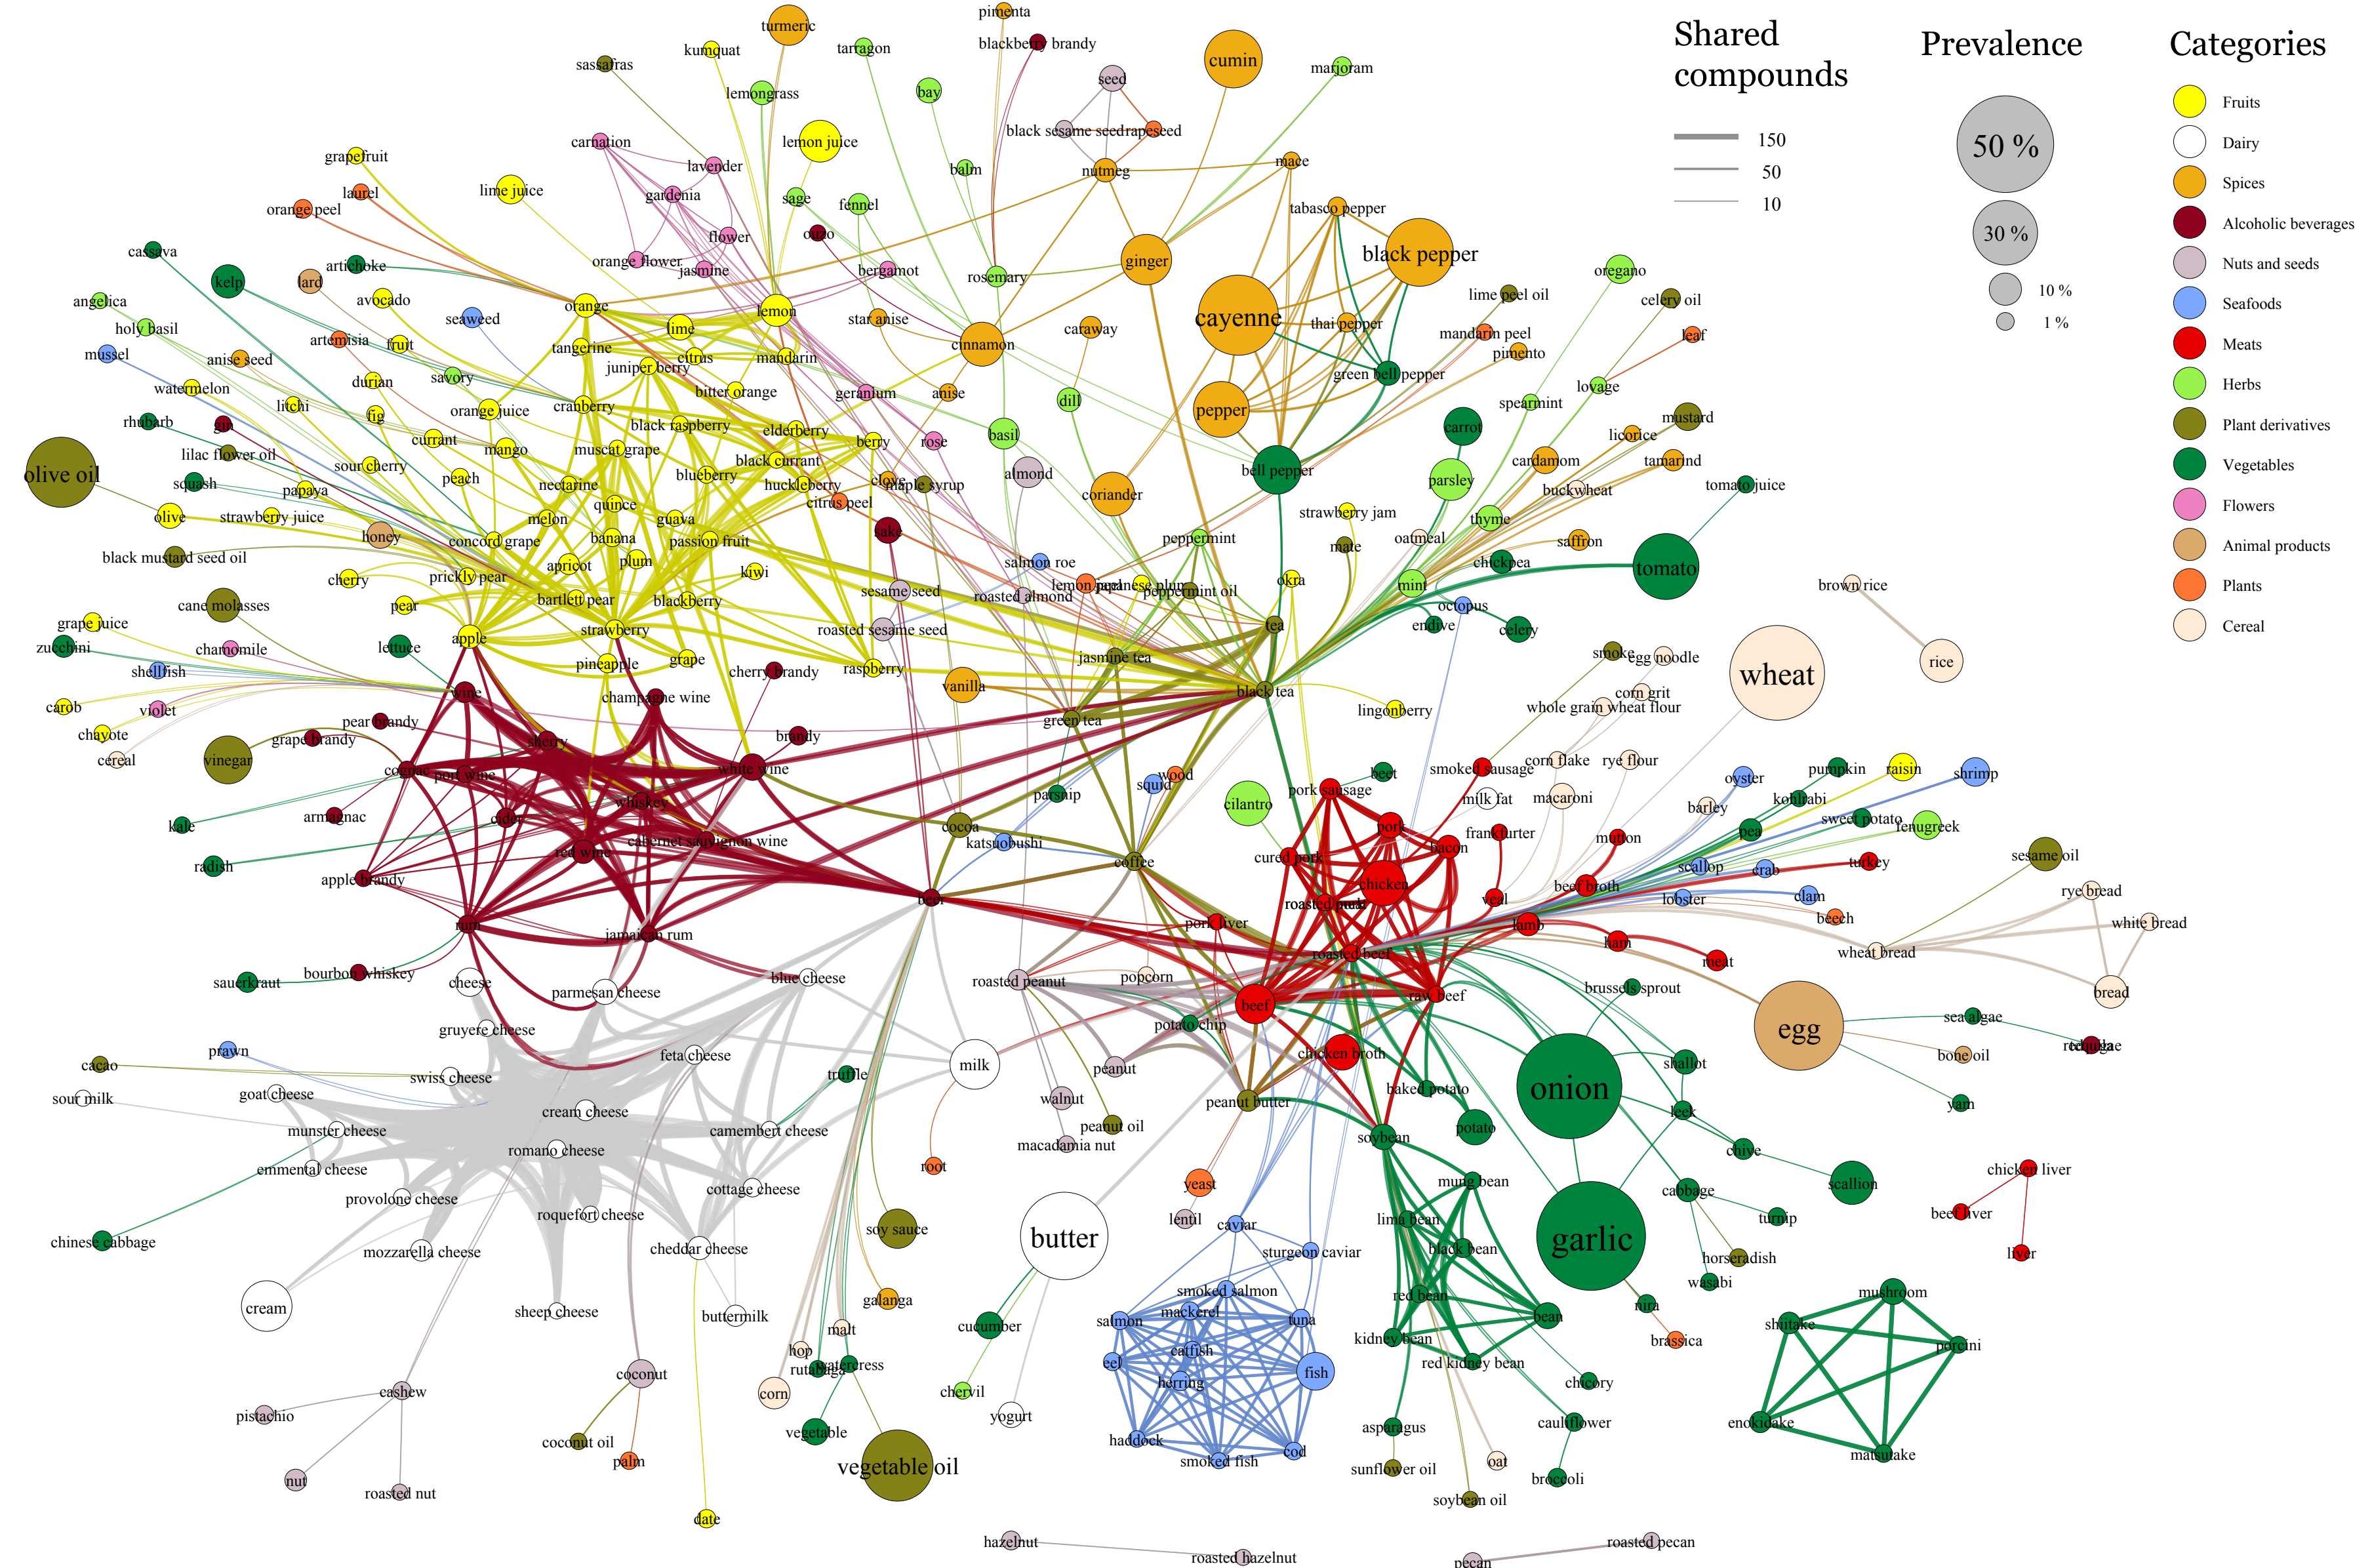 Shared
compounds
150
50
10
Prevalence
50 %
30 %
10 %
1 %
Categories
Fruits
Dairy
Spices
Alcoholic beverages
Nuts and seeds
Seafoods
Meats
Herbs
Plant derivatives
Vegetables
Flowers
Animal products
Plants
Cereal
turmeric
pimenta
kumquat
tarragon
blackberry brandy
sassafras
cumin
marjoram
seed
lemongrass
bay
carnation
lemon juice
black sesame seed
rapeseed
grapefruit
lavender
balm
nutmeg
mace
laurel
lime juice
gardenia
sage
fennel
orange peel
tabasco pepper
flower
ouzo
black pepper
cassava
artichoke
orange flower
jasmine
bergamot
rosemary
ginger
oregano
kelp
lard
angelica
avocado
orange
lemon
lime peel oil
celery oil
holy basil
seaweed
lime
star anise
caraway
cayenne
thai pepper
mandarin peel
leaf
mussel
anise seed
artemisia
fruit
tangerine
citrus
mandarin
cinnamon
pimento
watermelon
durian
savory
juniper berry
bitter orange
geranium
anise
green bell pepper
lovage
litchi
fig
orange juice
cranberry
dill
pepper
spearmint
mustard
rhubarb
gin
currant
black raspberry
elderberry
berry
rose
basil
carrot
licorice
lilac flower oil
sour cherry
mango
muscat grape
black currant
olive oil
squash
papaya
peach
nectarine
blueberry
huckleberry
clove
maple syrup
almond
bell pepper
cardamom
tamarind
parsley
buckwheat
tomato juice
olive
strawberry juice
melon
quince
guava
citrus peel
coriander
strawberry jam
thyme
honey
concord grape
banana
passion fruit
sake
peppermint
mate
oatmeal
saffron
black mustard seed oil
cherry
prickly pear
apricot
plum
kiwi
salmon roe
chickpea
tomato
cane molasses
pear
bartlett pear
blackberry
sesame seed
roasted almond
lemon peel
japanese plum
peppermint oil
okra
mint
brown rice
grape juice
apple
strawberry
roasted sesame seed
tea
octopus
endive
celery
zucchini
chamomile
lettuce
pineapple
grape
raspberry
jasmine tea
smoke
egg noodle
rice
shellfish
cherry brandy
vanilla
black tea
wheat
carob
violet
wine
champagne wine
green tea
lingonberry
corn grit
whole grain wheat flour
chayote
pear brandy
cereal
grape brandy
sherry
brandy
vinegar
cognac
port wine
white wine
squid
wood
beet
smoked sausage
corn flake
rye flour
oyster
pumpkin
raisin
shrimp
parsnip
pork sausage
milk fat
macaroni
whiskey
cilantro
barley
kohlrabi
kale
armagnac
cider
cabernet sauvignon wine
cocoa
katsuobushi
pork
frankfurter
mutton
pea
sweet potato
fenugreek
radish
apple brandy
red wine
coffee
cured pork
bacon
scallop
crab
turkey
sesame oil
chicken
beef broth
rye bread
beer
roasted pork
veal
lobster
clam
beech
white bread
rum
jamaican rum
pork liver
lamb
ham
meat
wheat bread
roasted beef
sauerkraut
bourbon whiskey
cheese
parmesan cheese
blue cheese
roasted peanut
popcorn
beef
raw beef
brussels sprout
bread
gruyere cheese
potato chip
egg
sea algae
prawn
feta cheese
milk
chicken broth
shallot
bone oil
tequila
cacao
swiss cheese
truffle
peanut
onion
sour milk
goat cheese
cream cheese
walnut
peanut oil
peanut butter
baked potato
leek
yam
munster cheese
camembert cheese
macadamia nut
potato
soybean
emmental cheese
romano cheese
chive
provolone cheese
cottage cheese
root
yeast
mung bean
cabbage
scallion
chicken liver
roquefort cheese
lentil
caviar
lima bean
turnip
beef liver
chinese cabbage
mozzarella cheese
cheddar cheese
soy sauce
butter
sturgeon caviar
black bean
garlic
horseradish
liver
cream
sheep cheese
buttermilk
galanga
smoked salmon
red bean
wasabi
mushroom
malt
cucumber
salmon
mackerel
tuna
bean
nira
shiitake
hop
rutabaga
watercress
catfish
kidney bean
brassica
porcini
coconut
corn
eel
herring
fish
red kidney bean
cashew
chervil
chicory
pistachio
yogurt
asparagus
cauliflower
enokidake
coconut oil
vegetable
haddock
smoked fish
cod
matsutake
palm
vegetable oil
sunflower oil
oat
broccoli
nut
roasted nut
soybean oil
date
hazelnut
roasted hazelnut
roasted pecan
pecan